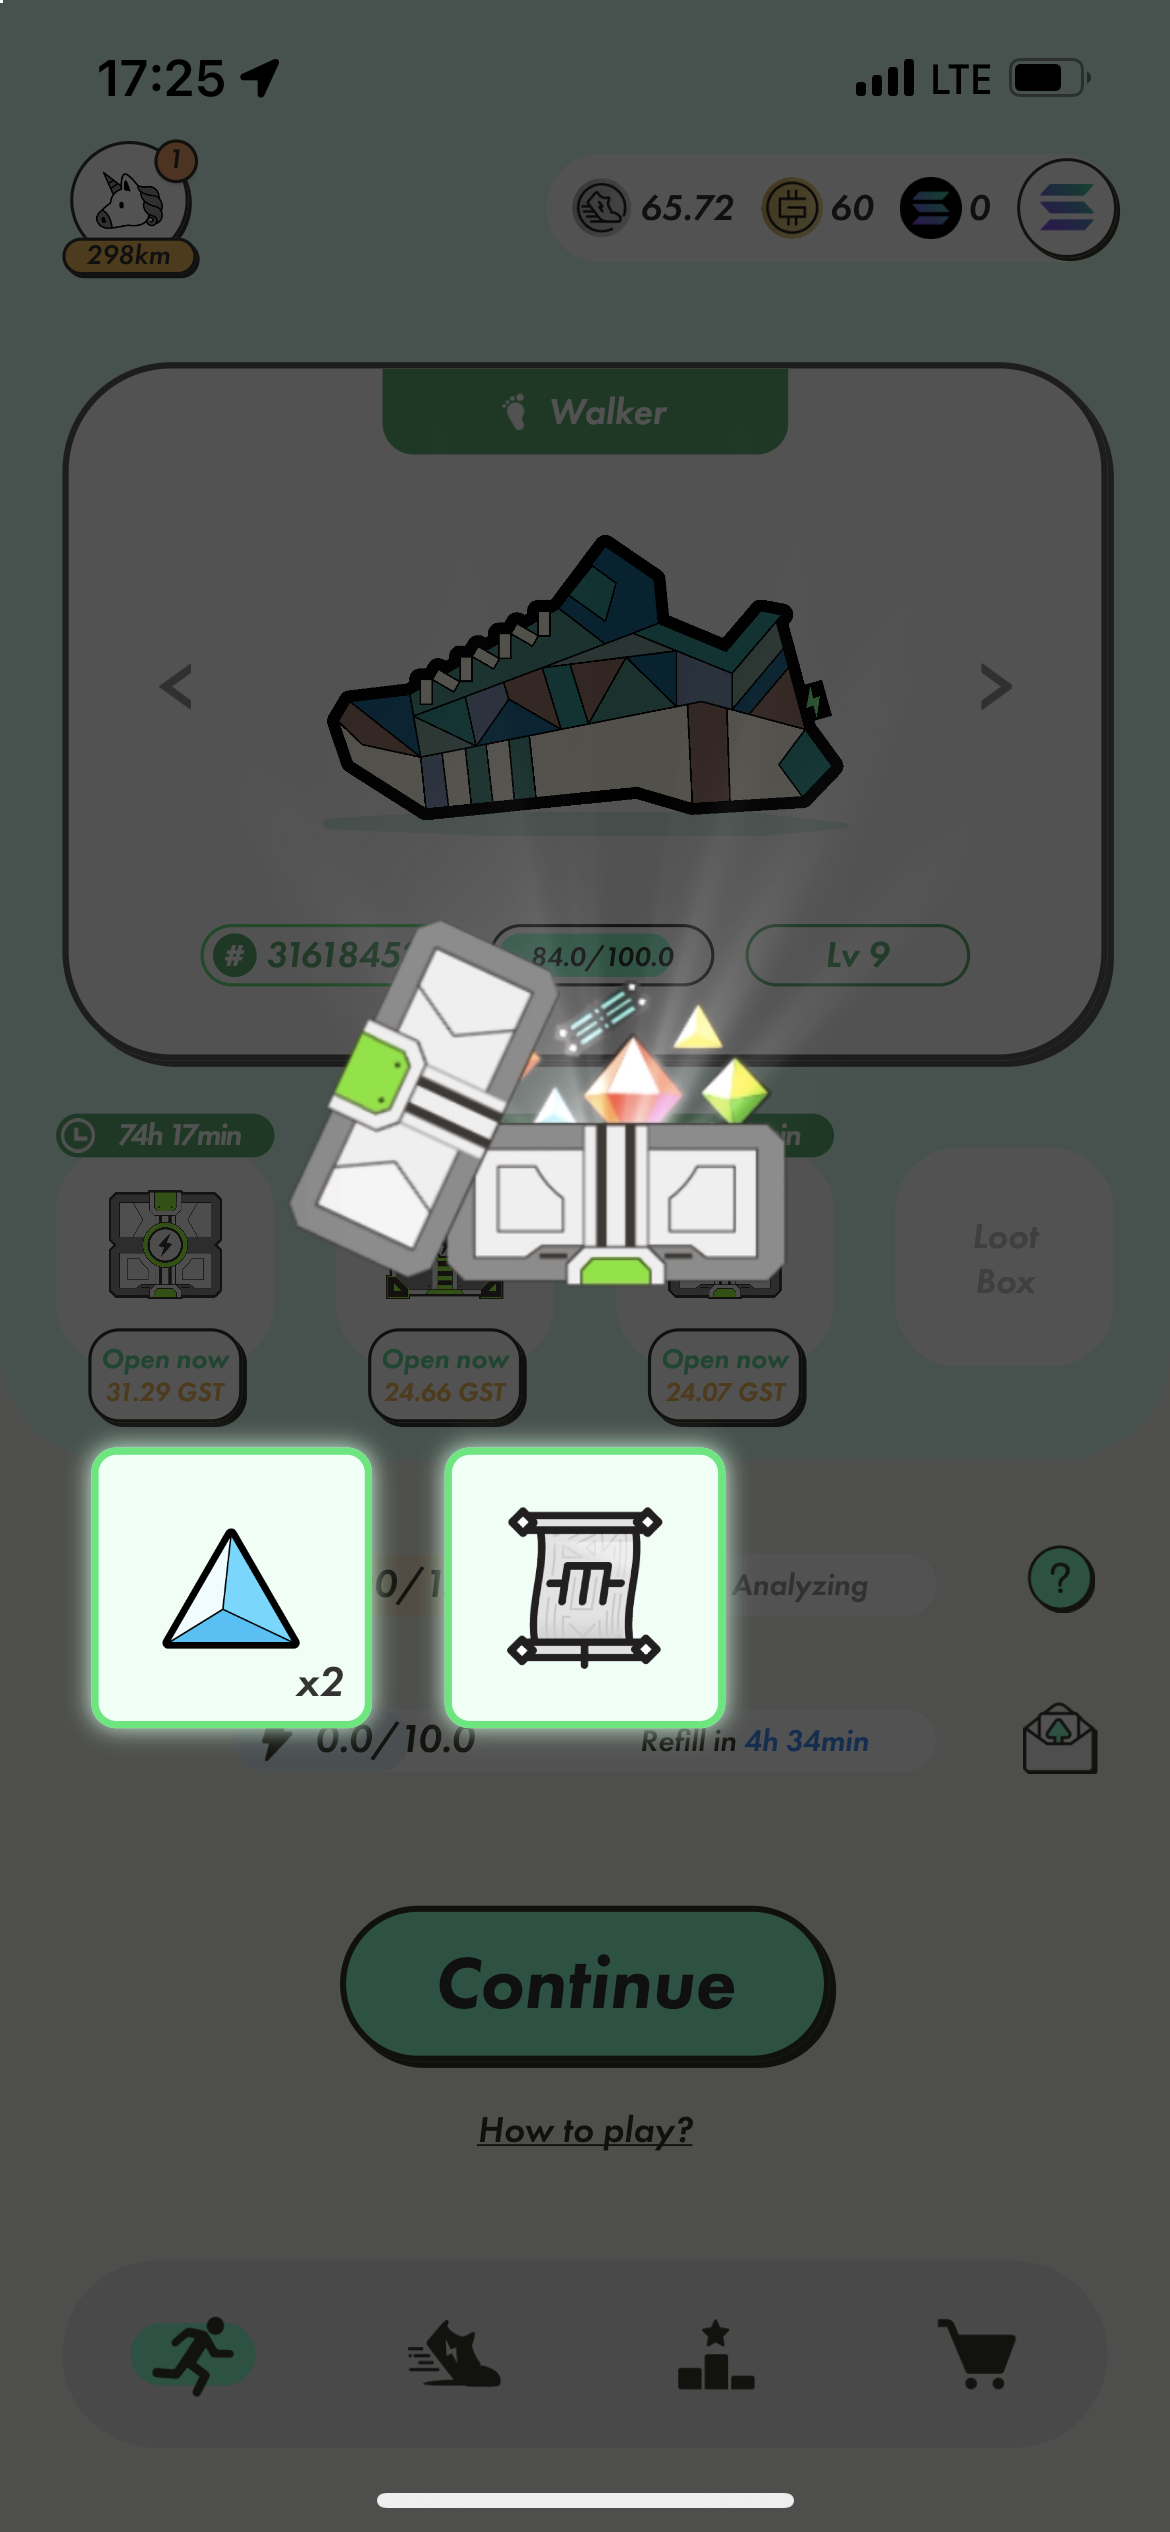 17:25
LTE
1
298km
65.72
60
0
Walker
# 3161845
84.0/100.0
Lv 9
74h 17min
in
Loot
Box
Open now
31.29 GST
Open now
24.66 GST
Open now
24.07 GST
x2
0/1
Analyzing
?
0.0/10.0
Refill in 4h 34min
Continue
How to play?